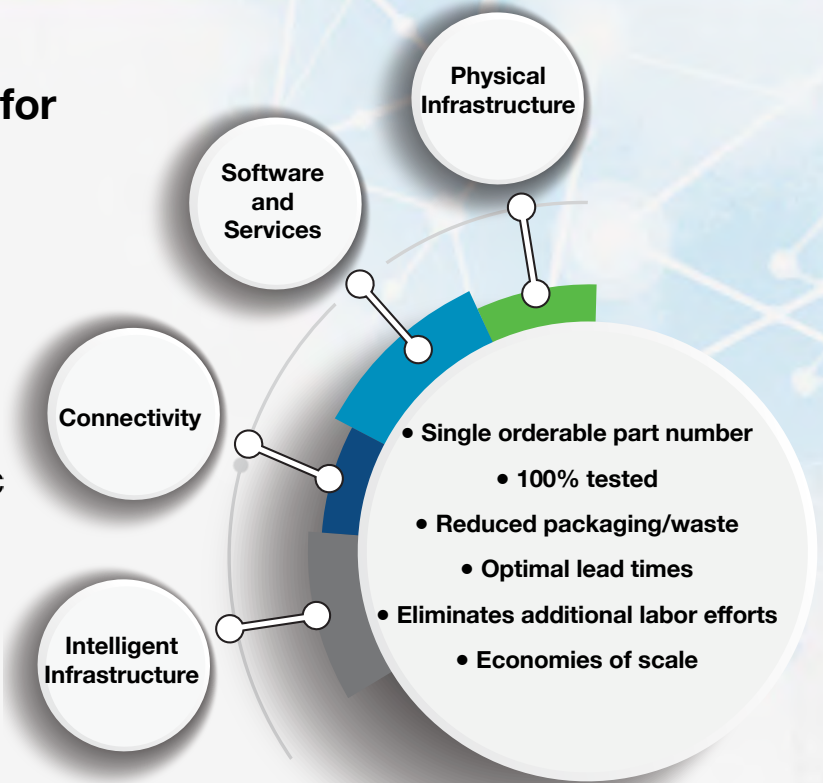 for
Physical
Infrastructure
Software
and
Services
Connectivity
Intelligent
Infrastructure
• Single orderable part number
• 100% tested
• Reduced packaging/waste
• Optimal lead times
• Eliminates additional labor efforts
• Economies of scale